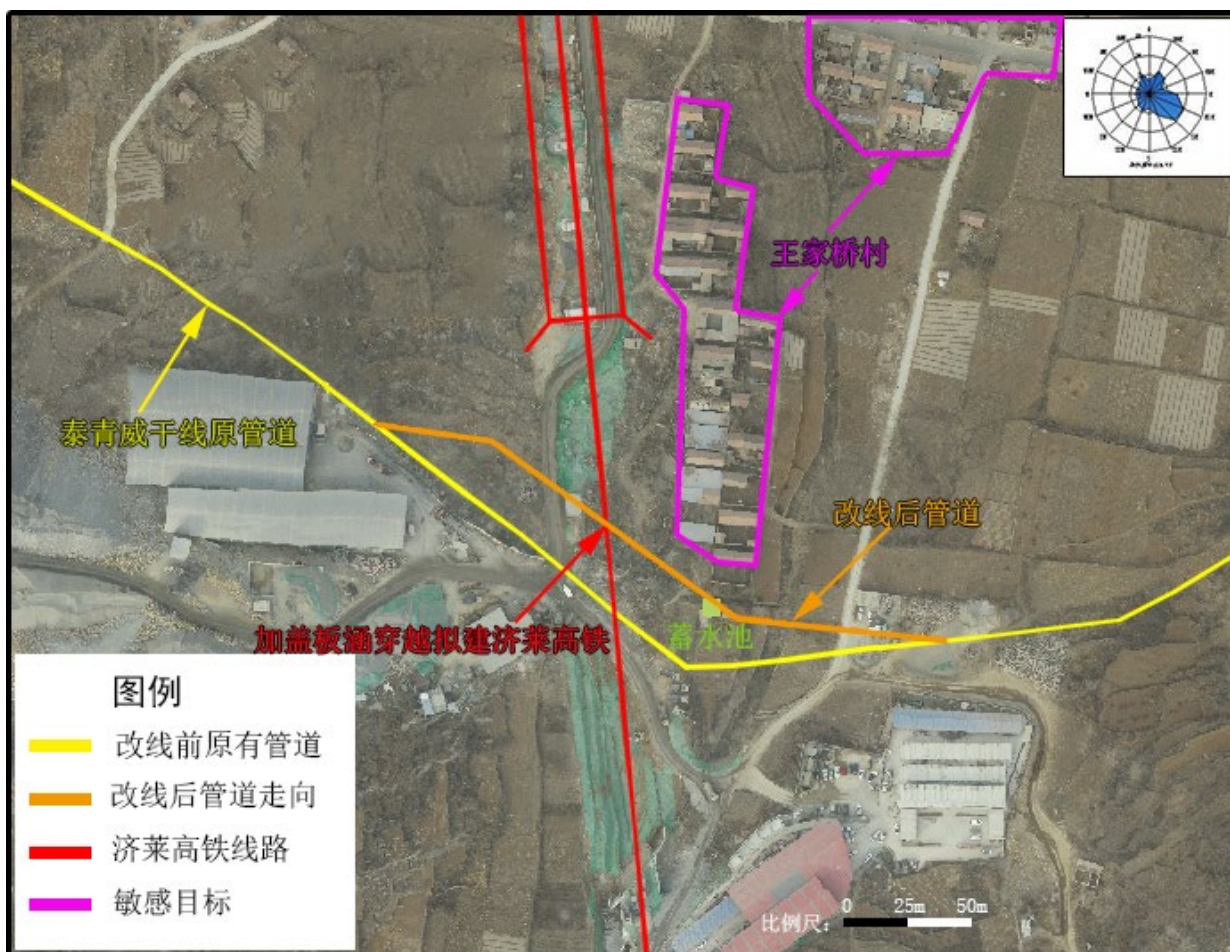 王家桥村
泰青威干线原管道
改线后管道
加盖板涵穿越拟建济莱高铁
蓄水池
图例
改线前原有管道
改线后管道走向
济莱高铁线路
敏感目标
比例尺: 0 25m 50m